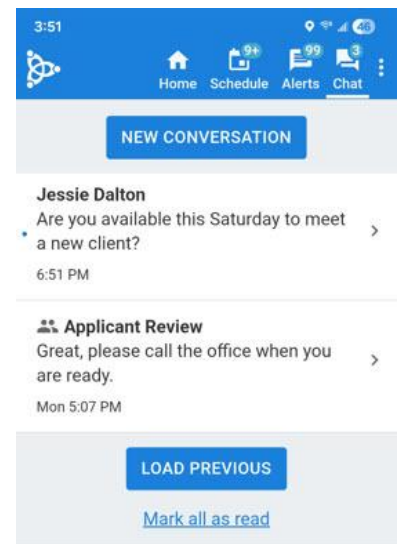 3:51
46
9+
99
3
Home
Schedule
Alerts
Chat
NEW CONVERSATION
Jessie Dalton
Are you available this Saturday to meet
a new client?
6:51 PM
Applicant Review
Great, please call the office when you
are ready.
Mon 5:07 PM
LOAD PREVIOUS
Mark all as read